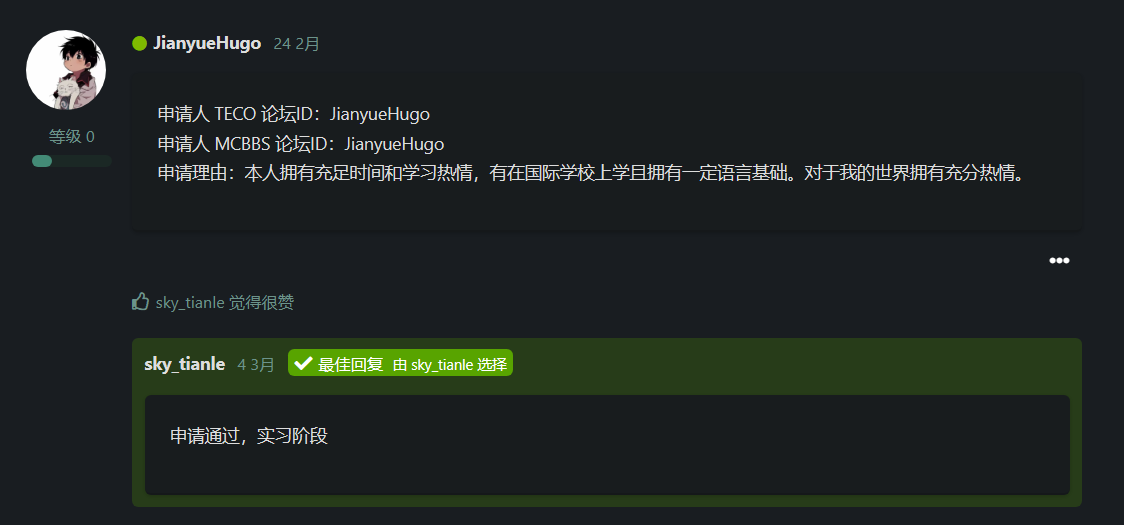 JianyueHugo 24 2月
申请人 TECO 论坛ID：JianyueHugo
等级 0
申请人 MCBBS 论坛ID：JianyueHugo
申请理由：本人拥有充足时间和学习热情，有在国际学校上学且拥有一定语言基础。对于我的世界拥有充分热情。
sky_tianle 觉得很赞
sky_tianle 4 3月 最佳回复 由 sky_tianle 选择
申请通过，实习阶段